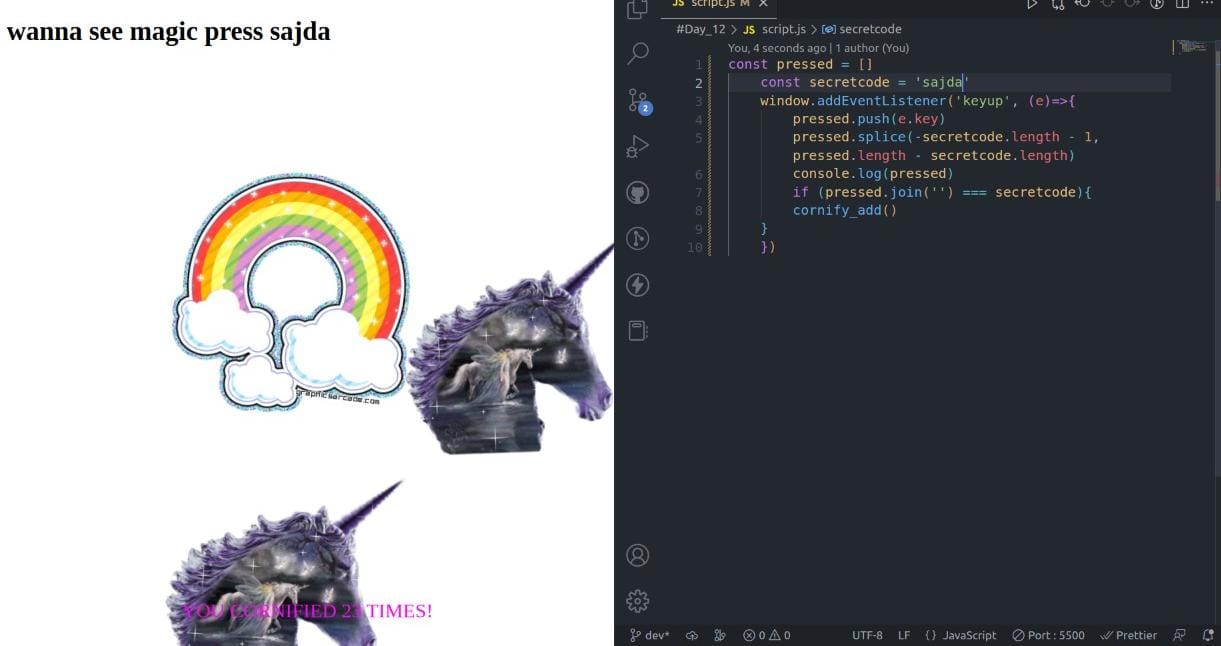 wanna see magic press sajda
graphicsarcade.com
YOU CORNIFIED 23 TIMES!
JS script.js M ×
#Day_12 > JS script.js > secretcode
You, 4 seconds ago | 1 author (You)
1 const pressed = []
2 const secretcode = 'sajda'
3 window.addEventListener('keyup', (e)=>{
4 pressed.push(e.key)
5 pressed.splice(-secretcode.length - 1,
pressed.length - secretcode.length)
6 console.log(pressed)
7 if (pressed.join('') === secretcode){
8 cornify_add()
9 }
10 })
2
dev* 0 0 UTF-8 LF {} JavaScript Port : 5500 Prettier